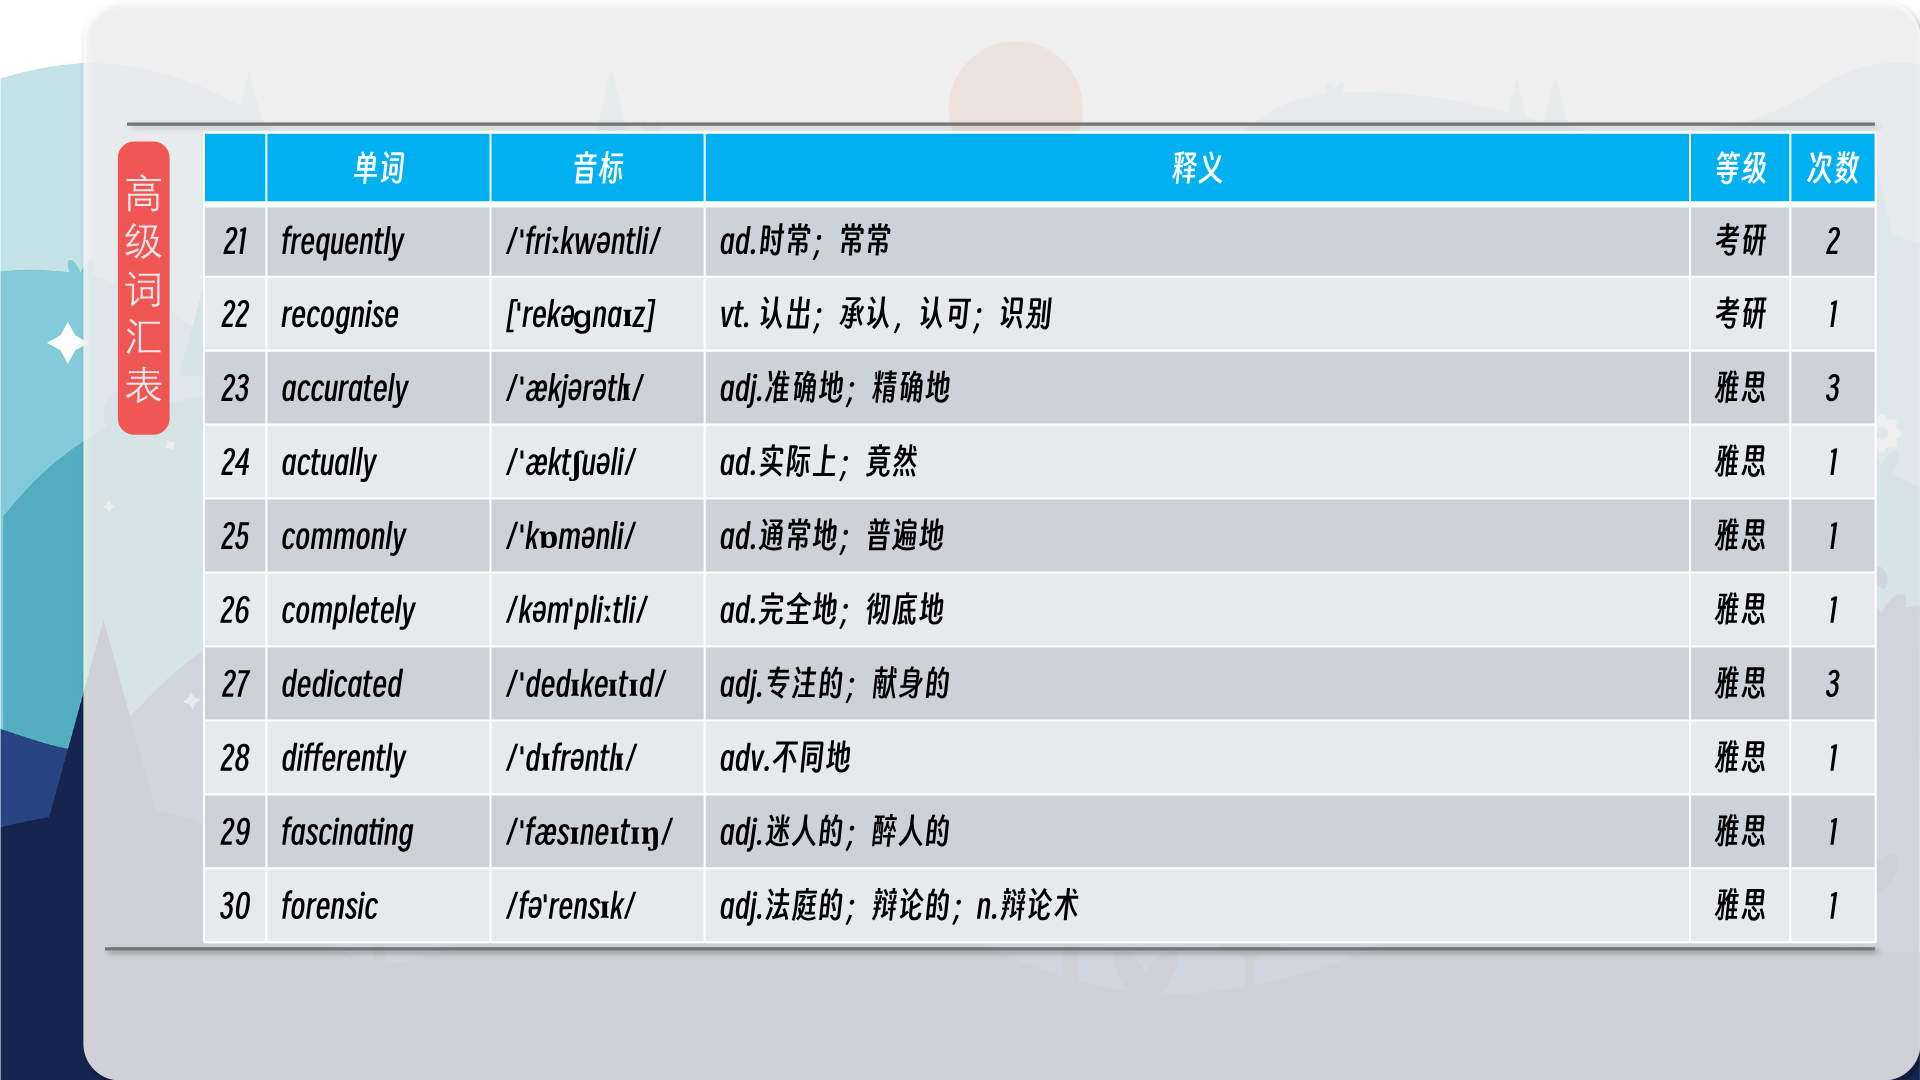 高级词汇表
单词 音标 释义 等级 次数
21 frequently /'friːkwəntli/ ad.时常；常常 考研 2
22 recognise ['rekəɡnaɪz] vt. 认出；承认，认可；识别 考研 1
23 accurately /'ækjərətlɪ/ adj.准确地；精确地 雅思 3
24 actually /'æktʃuəli/ ad.实际上；竟然 雅思 1
25 commonly /'kɒmənli/ ad.通常地；普遍地 雅思 1
26 completely /kəm'pliːtli/ ad.完全地；彻底地 雅思 1
27 dedicated /'dedɪkeɪtɪd/ adj.专注的；献身的 雅思 3
28 differently /'dɪfrəntlɪ/ adv.不同地 雅思 1
29 fascinating /'fæsɪneɪtɪŋ/ adj.迷人的；醉人的 雅思 1
30 forensic /fə'rensɪk/ adj.法庭的；辩论的；n.辩论术 雅思 1